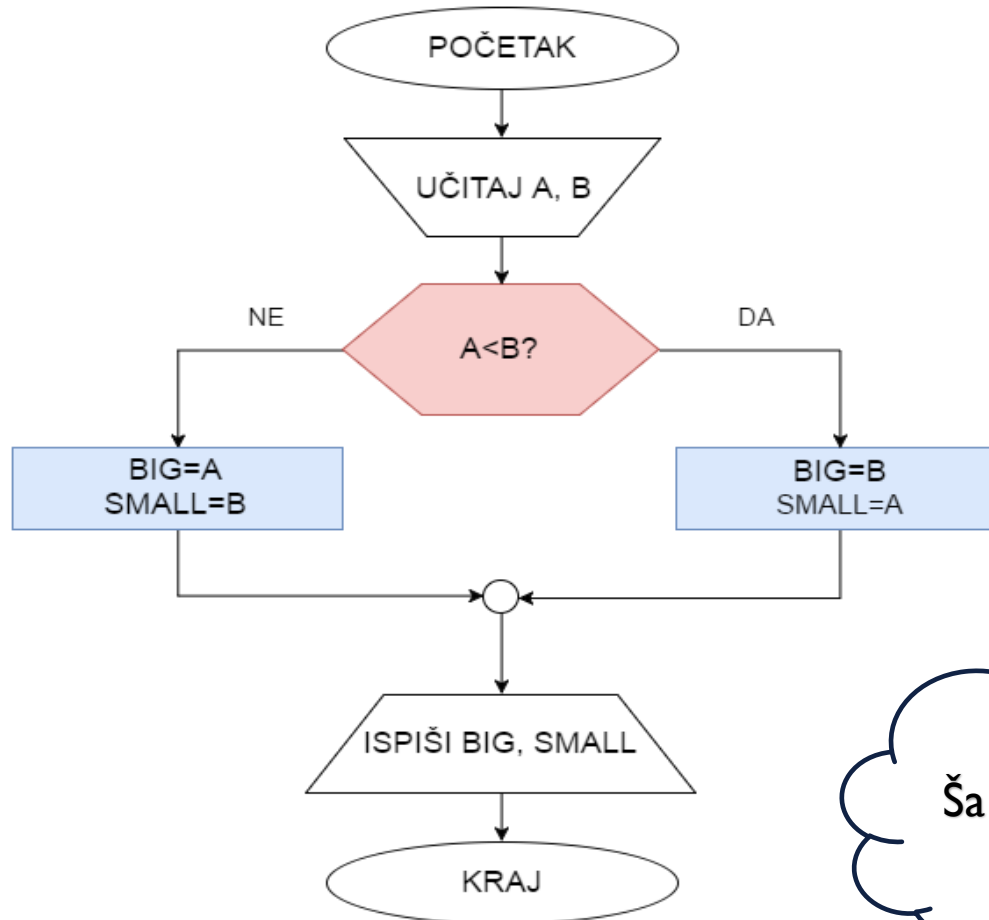 POČETAK
UČITAJ A, B
NE
DA
A<B?
BIG=A
SMALL=B
BIG=B
SMALL=A
ISPIŠI BIG, SMALL
Ša
KRAJ